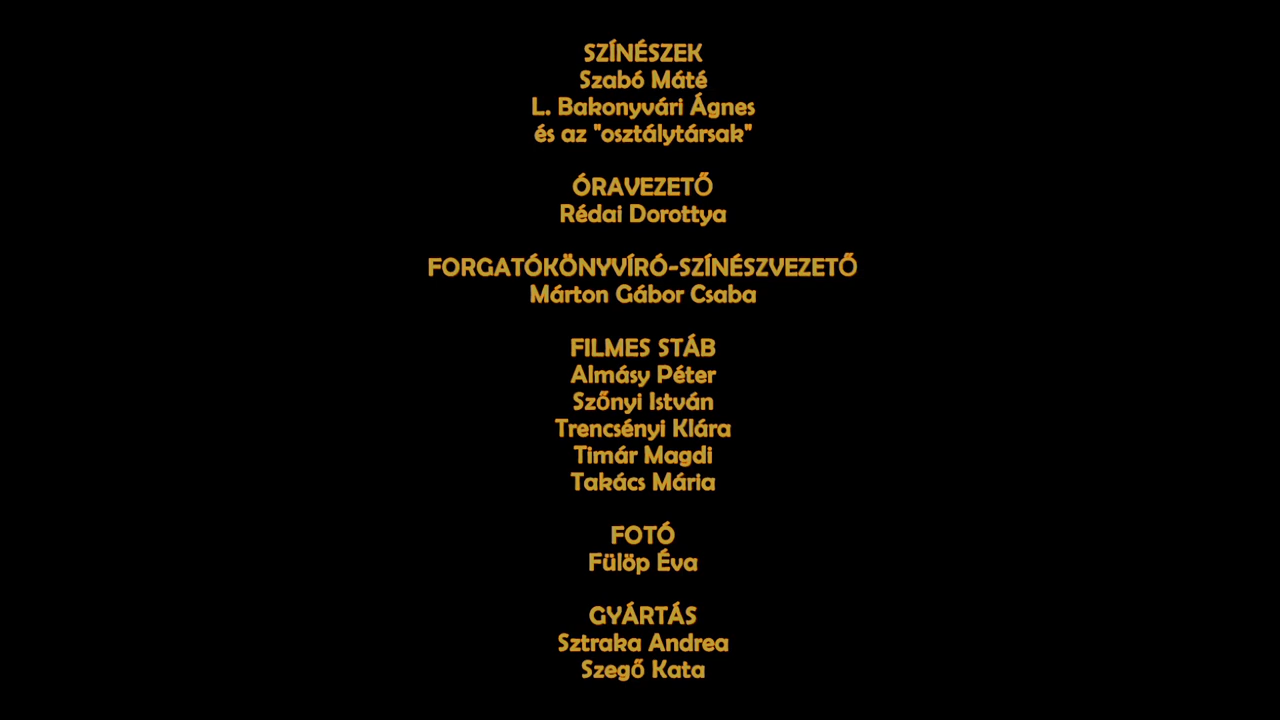 SZÍNÉSZEK
Szabó Máté
L. Bakonyvári Ágnes
és az "osztálytársak"
ÓRAVEZETŐ
Rédai Dorottya
FORGATÓKÖNYVÍRÓ-SZÍNÉSZVEZETŐ
Márton Gábor Csaba
FILMES STÁB
Almásy Péter
Szőnyi István
Trencsényi Klára
Timár Magdi
Takács Mária
FOTÓ
Fülöp Éva
GYÁRTÁS
Sztraka Andrea
Szegő Kata